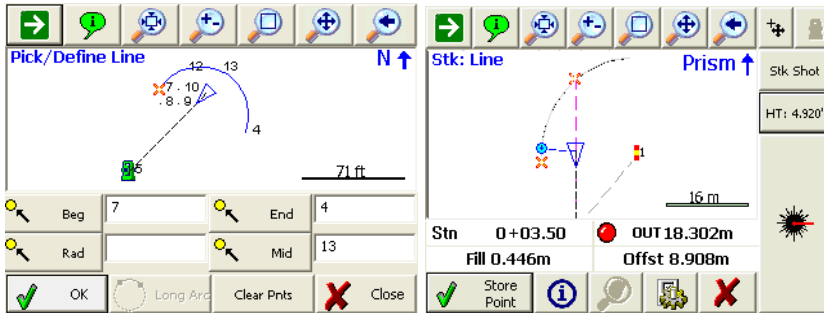 Pick/Define Line
N
12 13
7 . 10
. 8 . 9
4
5
71 ft
Beg 7 End 4
Rad Mid 13
OK Long Arc Clear Pnts Close
Stk: Line
Prism
1
16 m
Stn 0+03.50 OUT 18.302m
Fill 0.446m Offst 8.908m
Store
Point
Stk Shot
HT: 4.920'